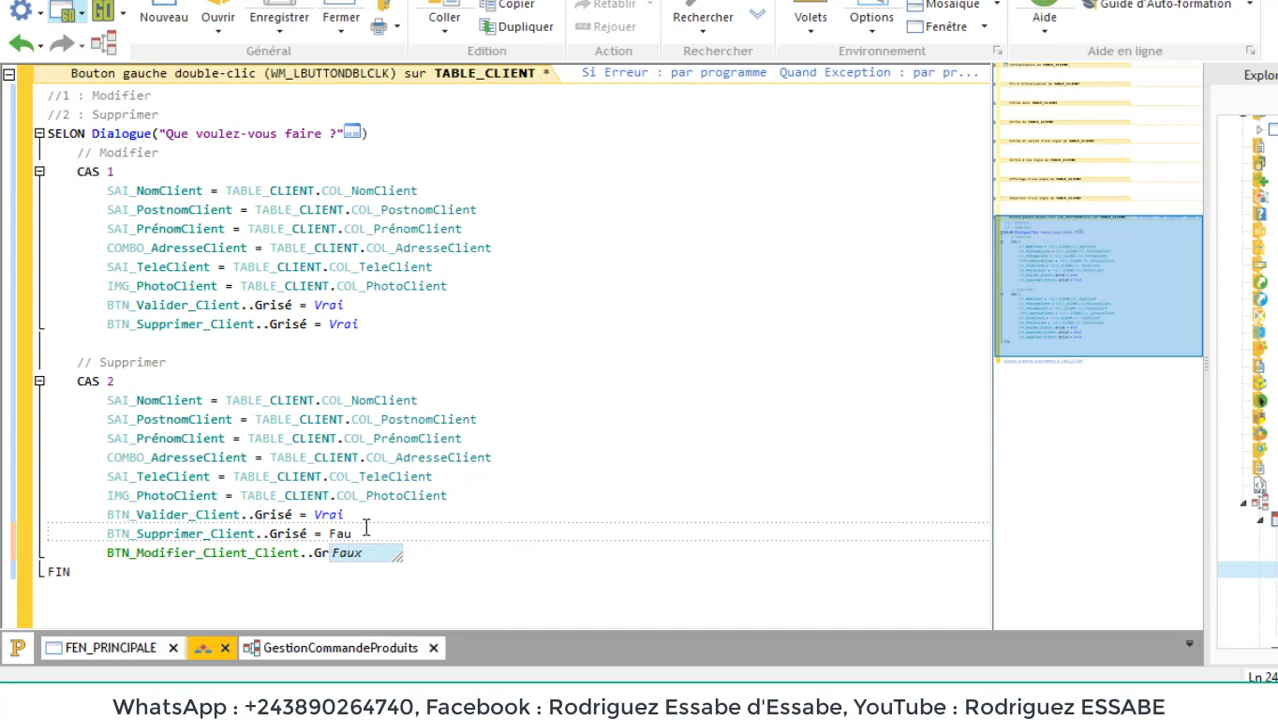 Copier
Rétablir
Mosaïque
Guide d'Auto-formation
Nouveau
Ouvrir
Enregistrer
Fermer
Coller
Dupliquer
Rejouer
Rechercher
Volets
Options
Fenêtre
Aide
Général
Edition
Action
Rechercher
Environnement
Aide en ligne
Bouton gauche double-clic (WM_LBUTTONDBLCLK) sur TABLE_CLIENT *
Si Erreur : par programme
Quand Exception : par pr...
Explo
//1 : Modifier
//2 : Supprimer
SELON Dialogue("Que voulez-vous faire ?")
// Modifier
CAS 1
SAI_NomClient = TABLE_CLIENT.COL_NomClient
SAI_PostnomClient = TABLE_CLIENT.COL_PostnomClient
SAI_PrénomClient = TABLE_CLIENT.COL_PrénomClient
COMBO_AdresseClient = TABLE_CLIENT.COL_AdresseClient
SAI_TeleClient = TABLE_CLIENT.COL_TeleClient
IMG_PhotoClient = TABLE_CLIENT.COL_PhotoClient
BTN_Valider_Client..Grisé = Vrai
BTN_Supprimer_Client..Grisé = Vrai
// Supprimer
CAS 2
SAI_NomClient = TABLE_CLIENT.COL_NomClient
SAI_PostnomClient = TABLE_CLIENT.COL_PostnomClient
SAI_PrénomClient = TABLE_CLIENT.COL_PrénomClient
COMBO_AdresseClient = TABLE_CLIENT.COL_AdresseClient
SAI_TeleClient = TABLE_CLIENT.COL_TeleClient
IMG_PhotoClient = TABLE_CLIENT.COL_PhotoClient
BTN_Valider_Client..Grisé = Vrai
BTN_Supprimer_Client..Grisé = Fau
BTN_Modifier_Client_Client..Gr
Faux
FIN
FEN_PRINCIPALE
GestionCommandeProduits
Ln 24
WhatsApp : +243890264740, Facebook : Rodriguez Essabe d'Essabe, YouTube : Rodriguez ESSABE